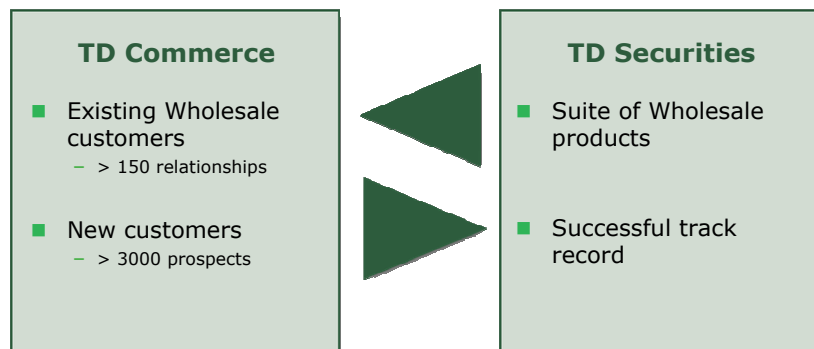 TD Commerce
■ Existing Wholesale
customers
– > 150 relationships
■ New customers
– > 3000 prospects
TD Securities
■ Suite of Wholesale
products
■ Successful track
record